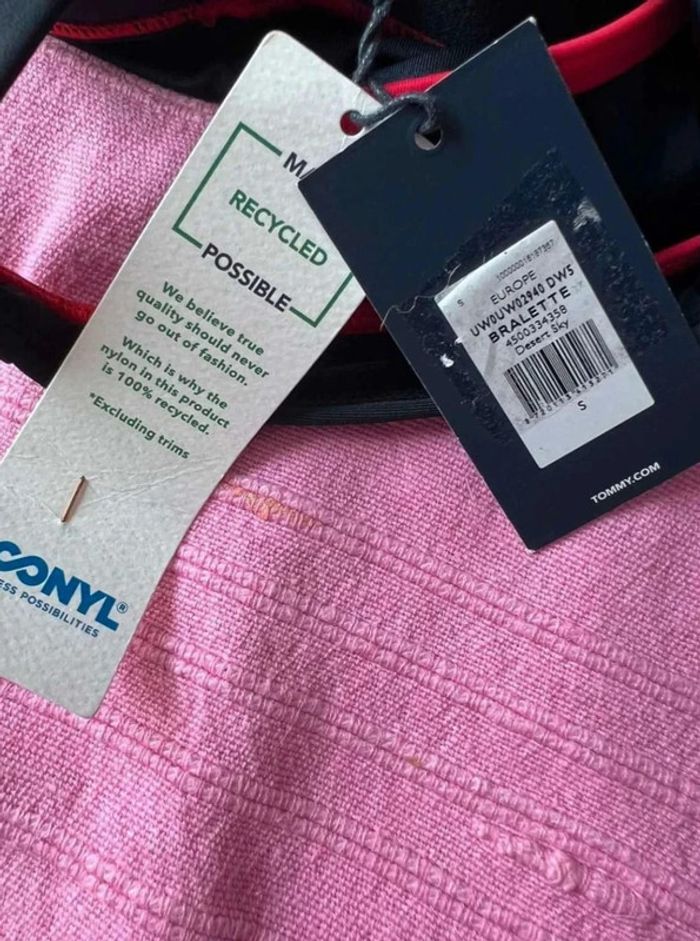 RECYCLED
POSSIBLE
We believe true
quality should never
go out of fashion.
Which is why the
nylon in this product
is 100% recycled.
*Excluding trims
CONYL®
ESS POSSIBILITIES
S
EUROPE
UW0UW02940 DW5
BRALETTE
4500334358
Desert Sky
S
TOMMY.COM